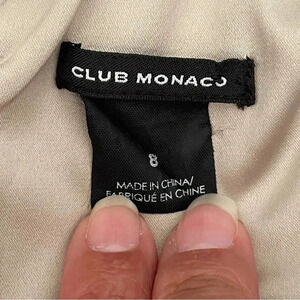 CLUB MONACO
8
MADE IN CHINA/
FABRIQUÉ EN CHINE